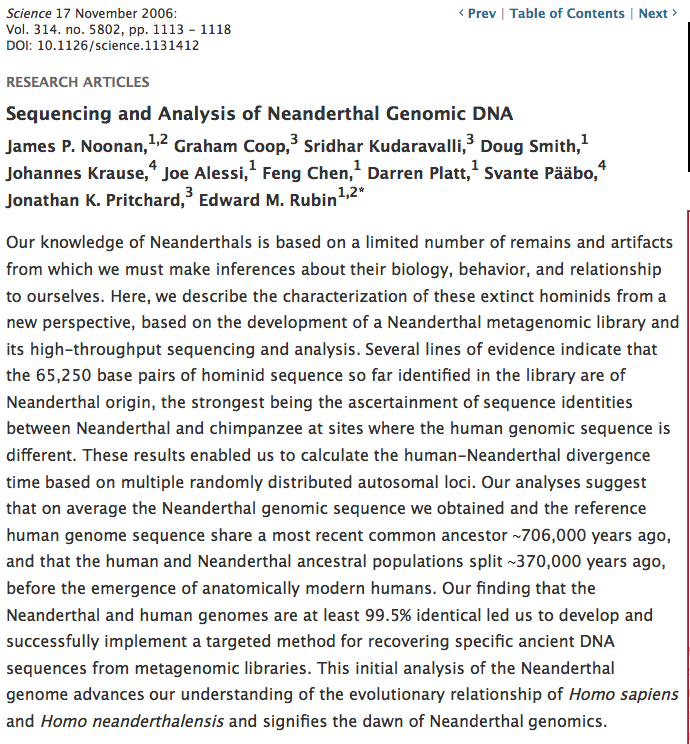 Science 17 November 2006:
Vol. 314. no. 5802, pp. 1113 – 1118
DOI: 10.1126/science.1131412
‹ Prev | Table of Contents | Next ›
RESEARCH ARTICLES
Sequencing and Analysis of Neanderthal Genomic DNA
James P. Noonan,1,2 Graham Coop,3 Sridhar Kudaravalli,3 Doug Smith,1
Johannes Krause,4 Joe Alessi,1 Feng Chen,1 Darren Platt,1 Svante Pääbo,4
Jonathan K. Pritchard,3 Edward M. Rubin1,2*
Our knowledge of Neanderthals is based on a limited number of remains and artifacts
from which we must make inferences about their biology, behavior, and relationship
to ourselves. Here, we describe the characterization of these extinct hominids from a
new perspective, based on the development of a Neanderthal metagenomic library and
its high-throughput sequencing and analysis. Several lines of evidence indicate that
the 65,250 base pairs of hominid sequence so far identified in the library are of
Neanderthal origin, the strongest being the ascertainment of sequence identities
between Neanderthal and chimpanzee at sites where the human genomic sequence is
different. These results enabled us to calculate the human-Neanderthal divergence
time based on multiple randomly distributed autosomal loci. Our analyses suggest
that on average the Neanderthal genomic sequence we obtained and the reference
human genome sequence share a most recent common ancestor ~706,000 years ago,
and that the human and Neanderthal ancestral populations split ~370,000 years ago,
before the emergence of anatomically modern humans. Our finding that the
Neanderthal and human genomes are at least 99.5% identical led us to develop and
successfully implement a targeted method for recovering specific ancient DNA
sequences from metagenomic libraries. This initial analysis of the Neanderthal
genome advances our understanding of the evolutionary relationship of Homo sapiens
and Homo neanderthalensis and signifies the dawn of Neanderthal genomics.